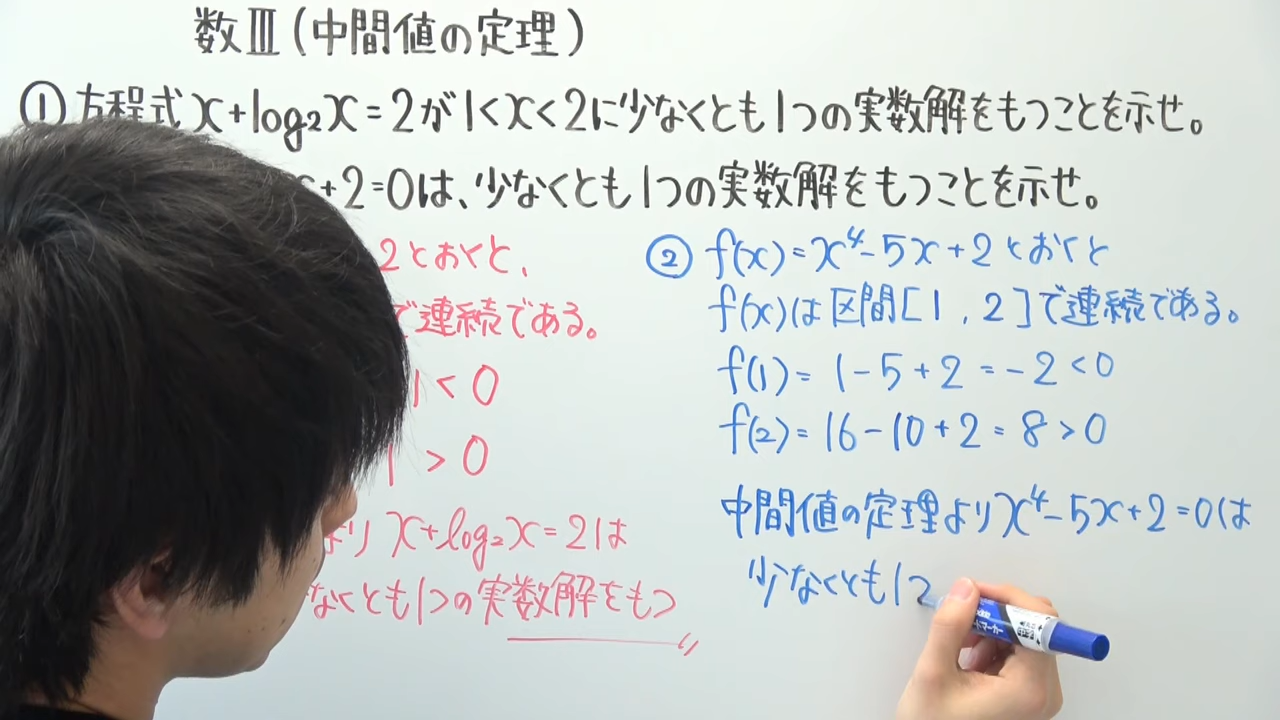 数Ⅲ(中間値の定理)
①方程式x+log₂x=2が1<x<2に少なくとも1つの実数解をもつことを示せ。
x+2=0は、少なくとも1つの実数解をもつことを示せ。
2とおくと、
で連続である。
1<0
1>0
より x+log₂x=2は
なくとも1つの実数解をもつ
② f(x)=x⁴-5x+2とおくと
f(x)は区間[1,2]で連続である。
f(1)=1-5+2=-2<0
f(2)=16-10+2=8>0
中間値の定理よりx⁴-5x+2=0は
少なくとも1つ